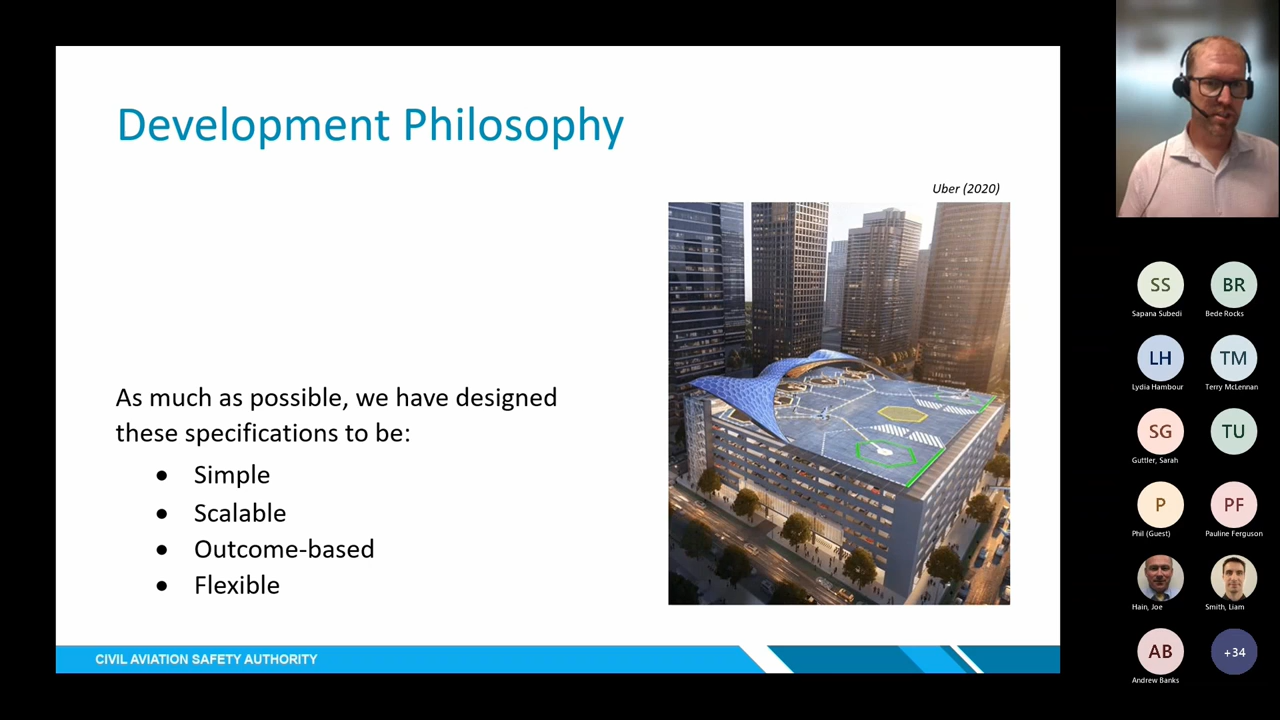 Development Philosophy
Uber (2020)
As much as possible, we have designed
these specifications to be:
• Simple
• Scalable
• Outcome-based
• Flexible
CIVIL AVIATION SAFETY AUTHORITY
SS
Sapana Subedi
BR
Bede Rocks
LH
Lydia Hambour
TM
Terry McLennan
SG
Guttler, Sarah
TU
P
Phil (Guest)
PF
Pauline Ferguson
Hain, Joe
Smith, Liam
AB
Andrew Banks
+34